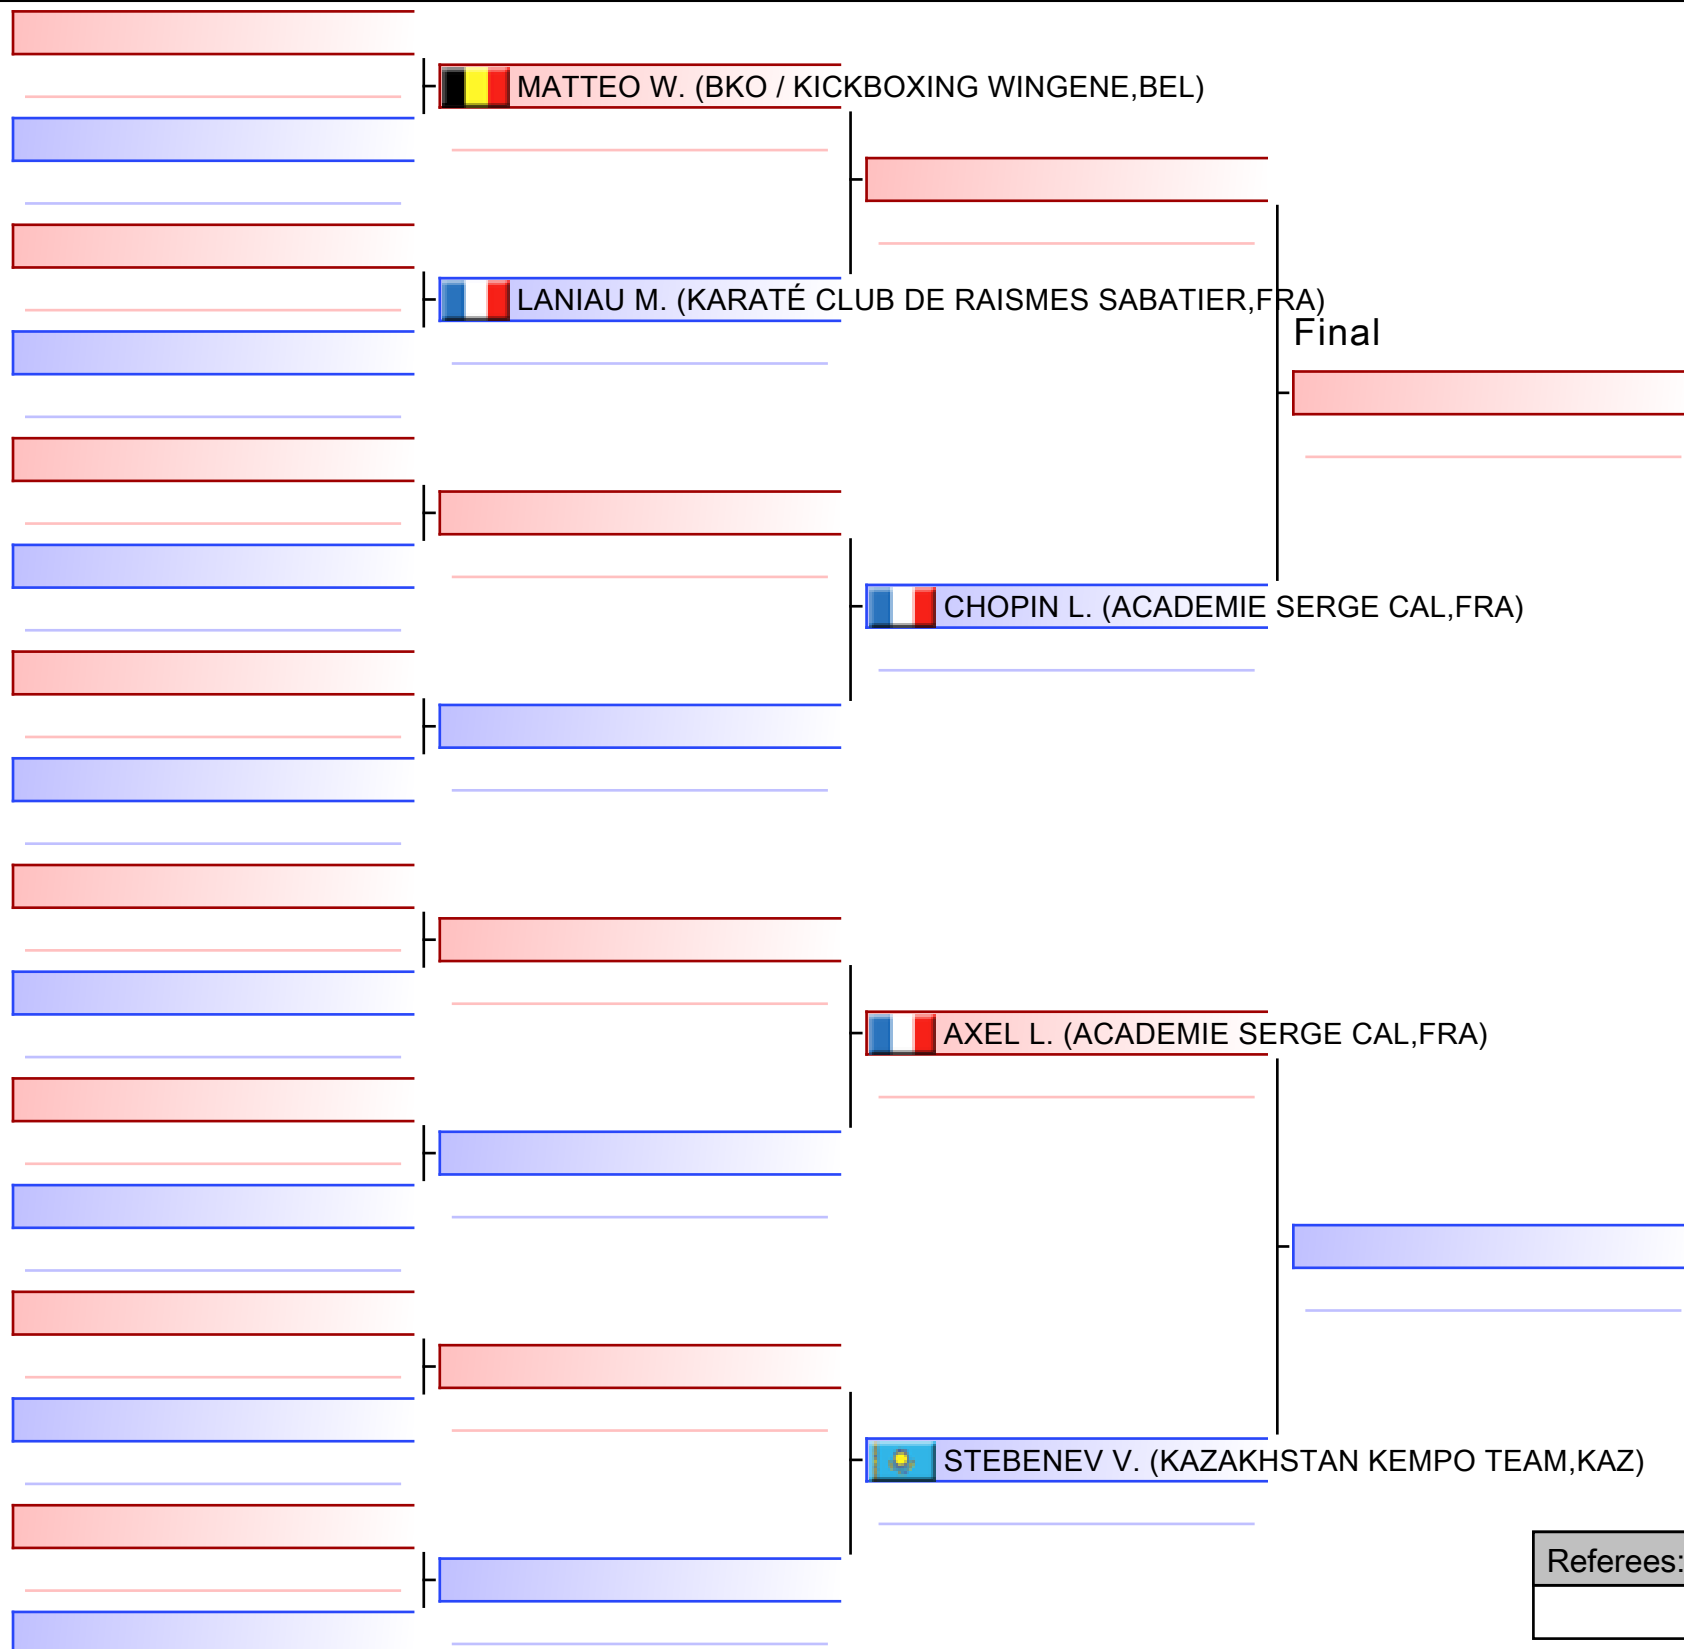 MATTEO W. (BKO / KICKBOXING WINGENE,BEL)
LANIAU M. (KARATÉ CLUB DE RAISMES SABATIER,FRA)
Final
CHOPIN L. (ACADEMIE SERGE CAL,FRA)
AXEL L. (ACADEMIE SERGE CAL,FRA)
STEBENEV V. (KAZAKHSTAN KEMPO TEAM,KAZ)
Referees: